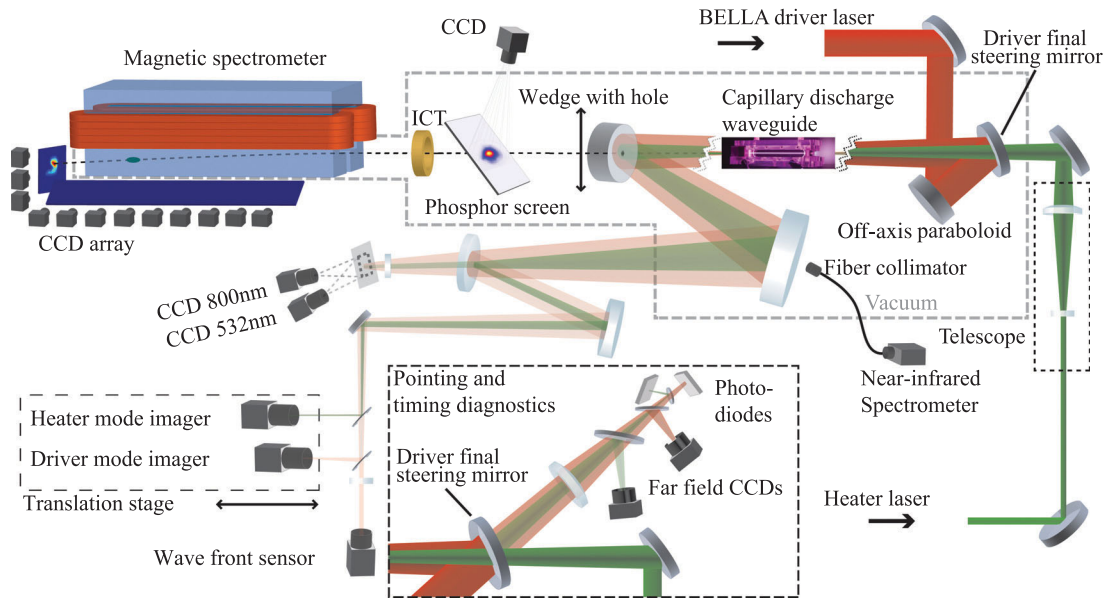 CCD
BELLA driver laser
Driver final
steering mirror
Magnetic spectrometer
Wedge with hole
Capillary discharge
waveguide
ICT
Phosphor screen
CCD array
Off-axis paraboloid
Fiber collimator
Vacuum
CCD 800nm
CCD 532nm
Telescope
Near-infrared
Spectrometer
Pointing and
timing diagnostics
Photo-
diodes
Heater mode imager
Driver mode imager
Translation stage
Driver final
steering mirror
Far field CCDs
Heater laser
Wave front sensor